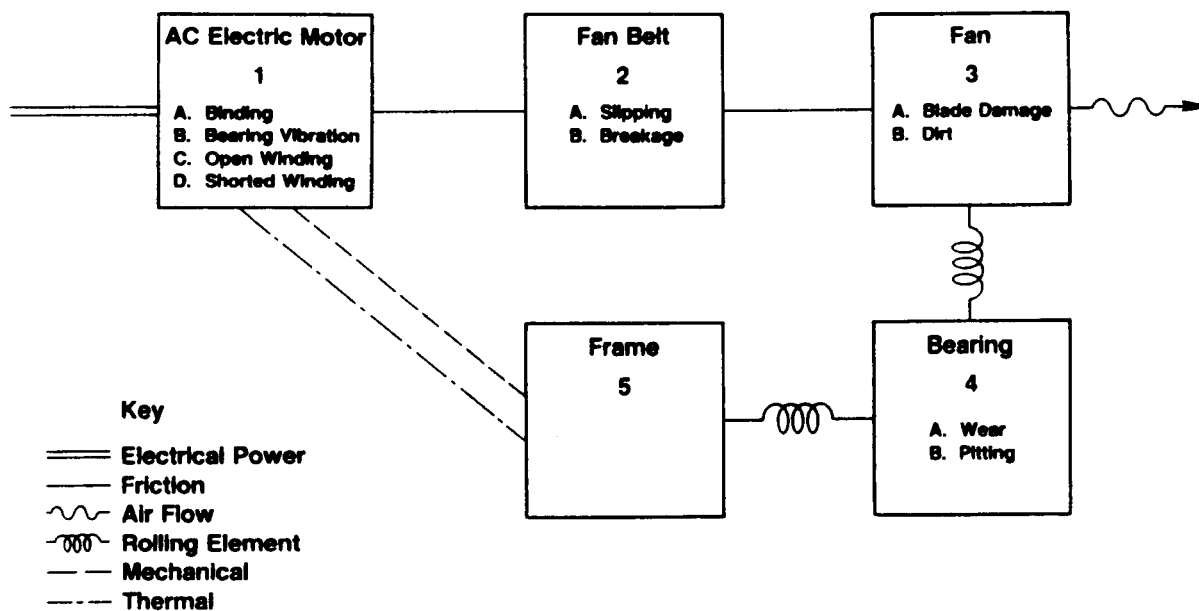 AC Electric Motor
1
A. Binding
B. Bearing Vibration
C. Open Winding
D. Shorted Winding
Fan Belt
2
A. Slipping
B. Breakage
Fan
3
A. Blade Damage
B. Dirt
Frame
5
Bearing
4
A. Wear
B. Pitting
Key
Electrical Power
Friction
Air Flow
Rolling Element
Mechanical
Thermal